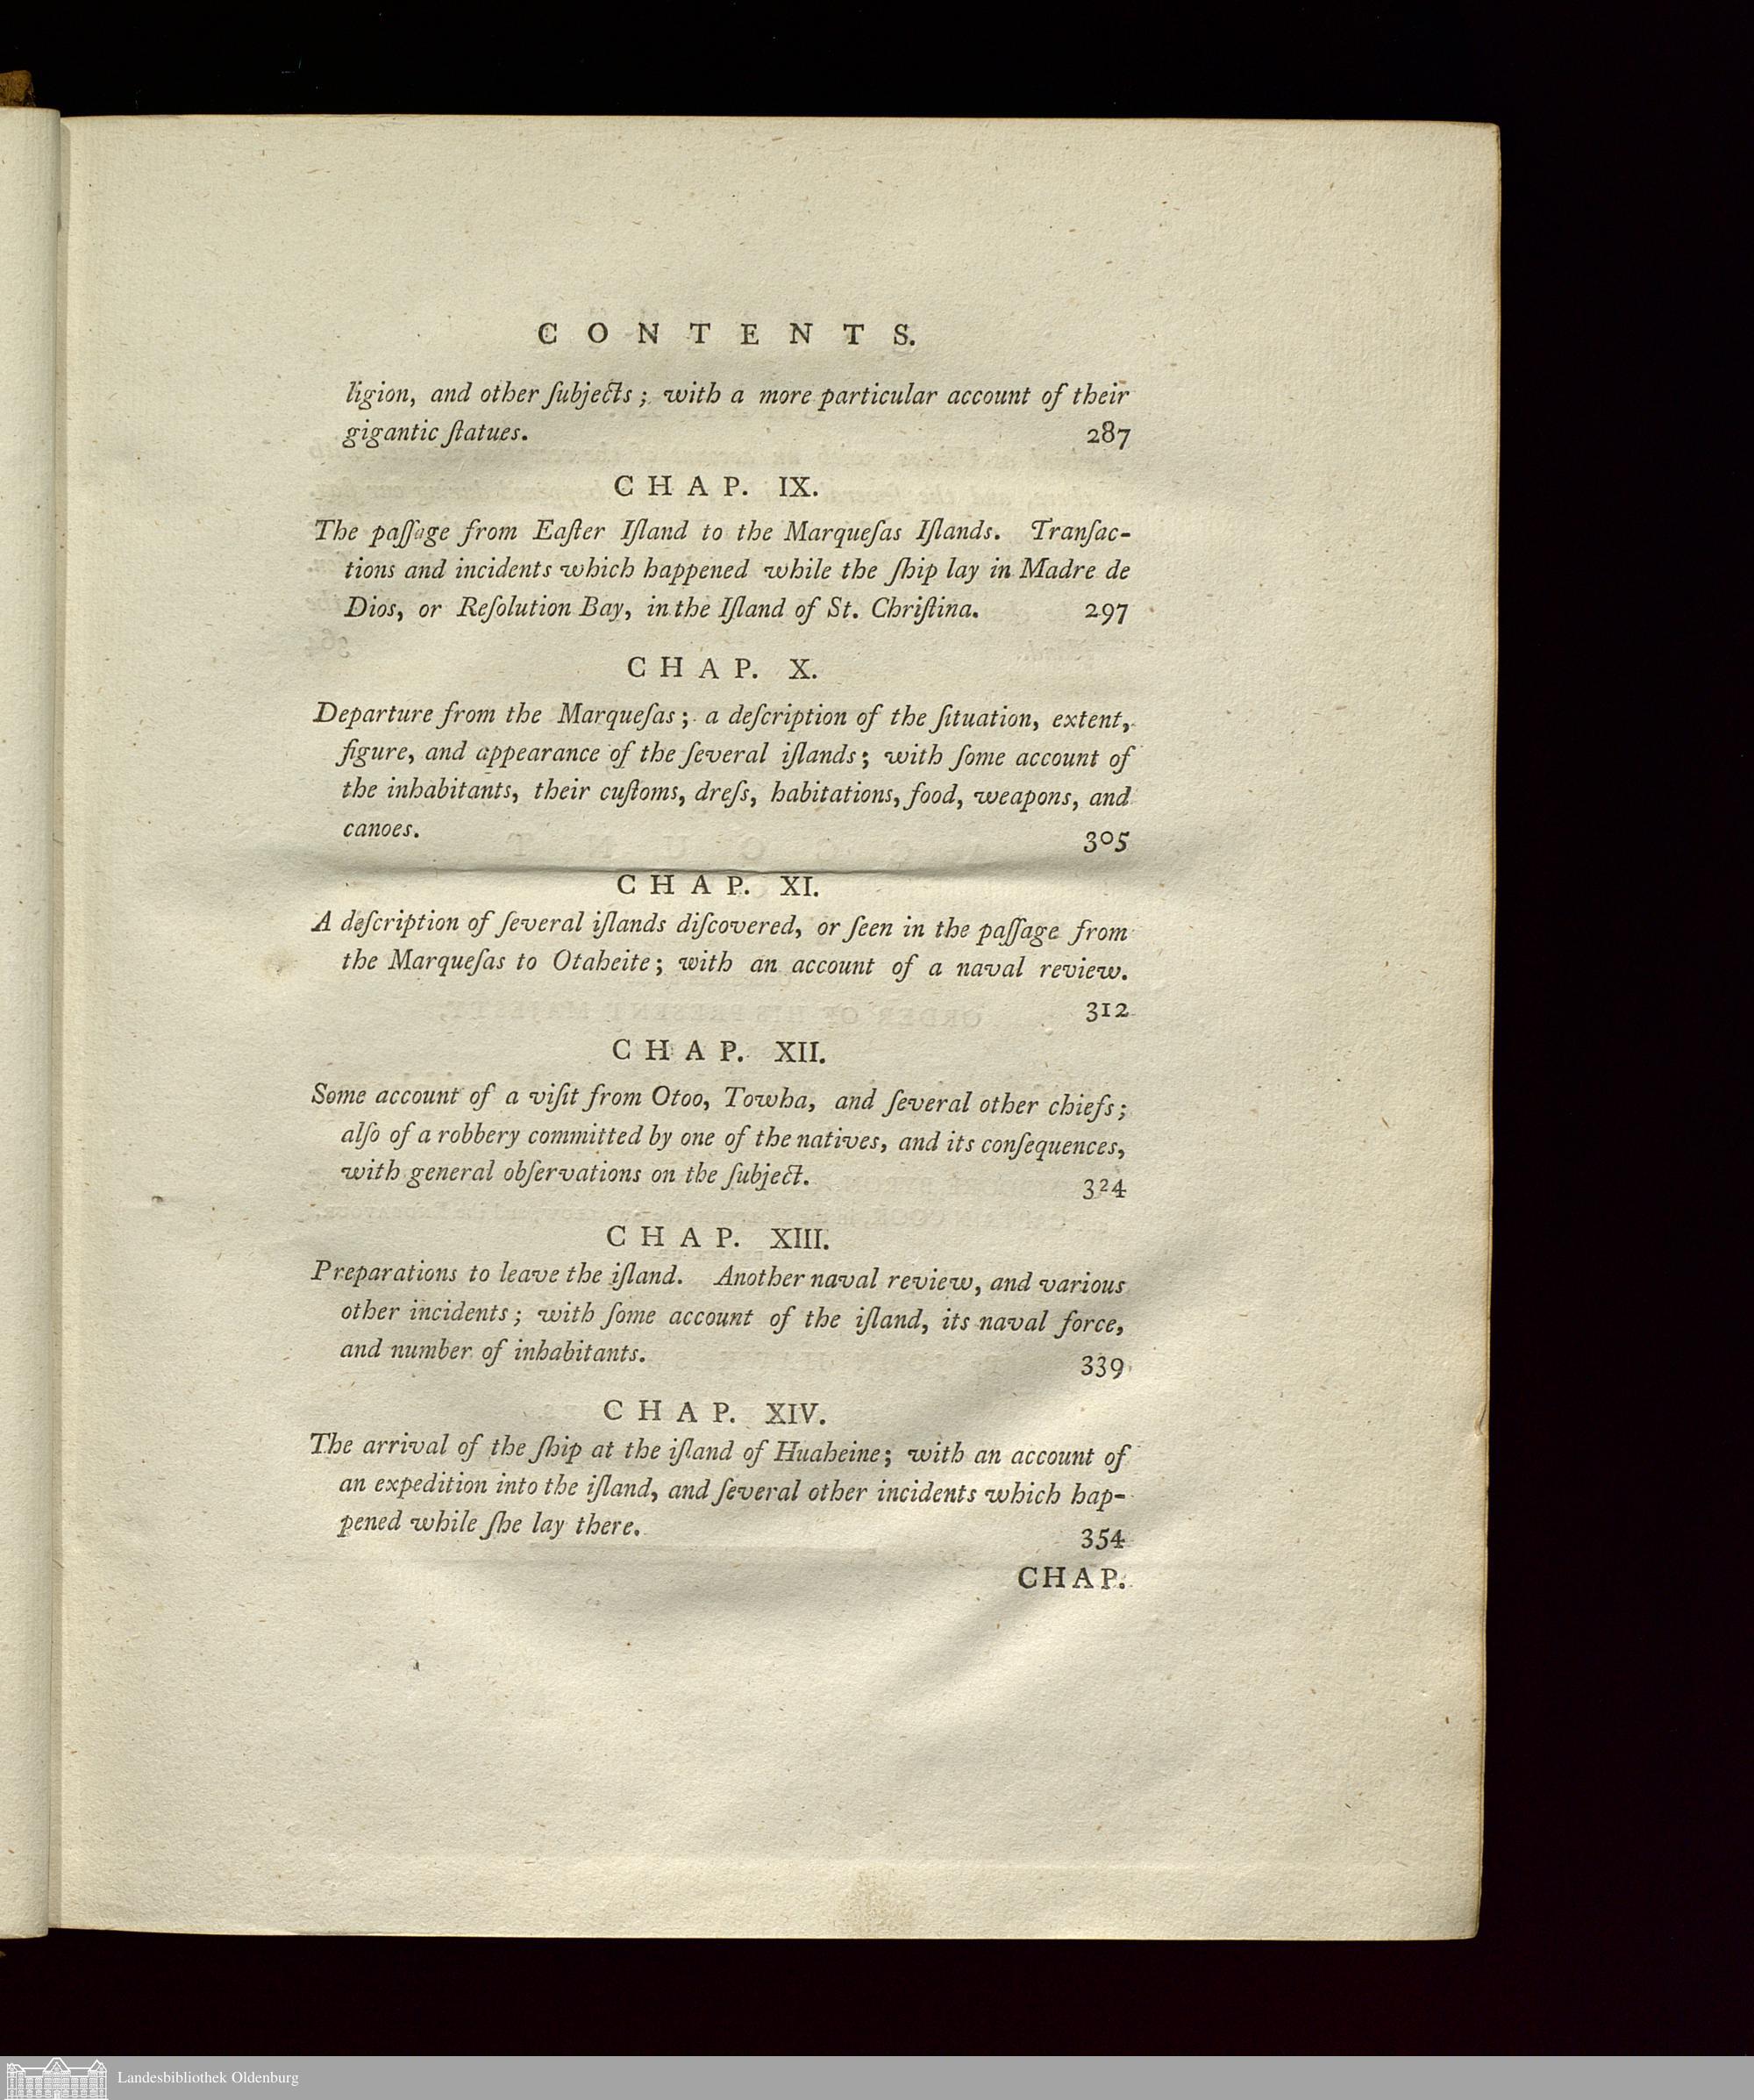 CONTENTS.
ligion, and other ſubjects; with a more particular account of their
gigantic ſtatues. 287
CHAP. IX.
The paſſage from Eaſter Iſland to the Marqueſas Iſlands. Tranſac-
tions and incidents which happened while the ſhip lay in Madre de
Dios, or Reſolution Bay, in the Iſland of St. Chriſtina. 297
CHAP. X.
Departure from the Marqueſas; a deſcription of the ſituation, extent,
figure, and appearance of the ſeveral iſlands; with ſome account of
the inhabitants, their cuſtoms, dreſs, habitations, food, weapons, and
canoes. 305
CHAP. XI.
A deſcription of ſeveral iſlands diſcovered, or ſeen in the paſſage from
the Marqueſas to Otaheite; with an account of a naval review.
312
CHAP. XII.
Some account of a viſit from Otoo, Towha, and ſeveral other chiefs;
alſo of a robbery committed by one of the natives, and its conſequences,
with general obſervations on the ſubject. 324
CHAP. XIII.
Preparations to leave the iſland. Another naval review, and various
other incidents; with ſome account of the iſland, its naval force,
and number of inhabitants. 339
CHAP. XIV.
The arrival of the ſhip at the iſland of Huaheine; with an account of
an expedition into the iſland, and ſeveral other incidents which hap-
pened while ſhe lay there. 354
CHAP.
Landesbibliothek Oldenburg